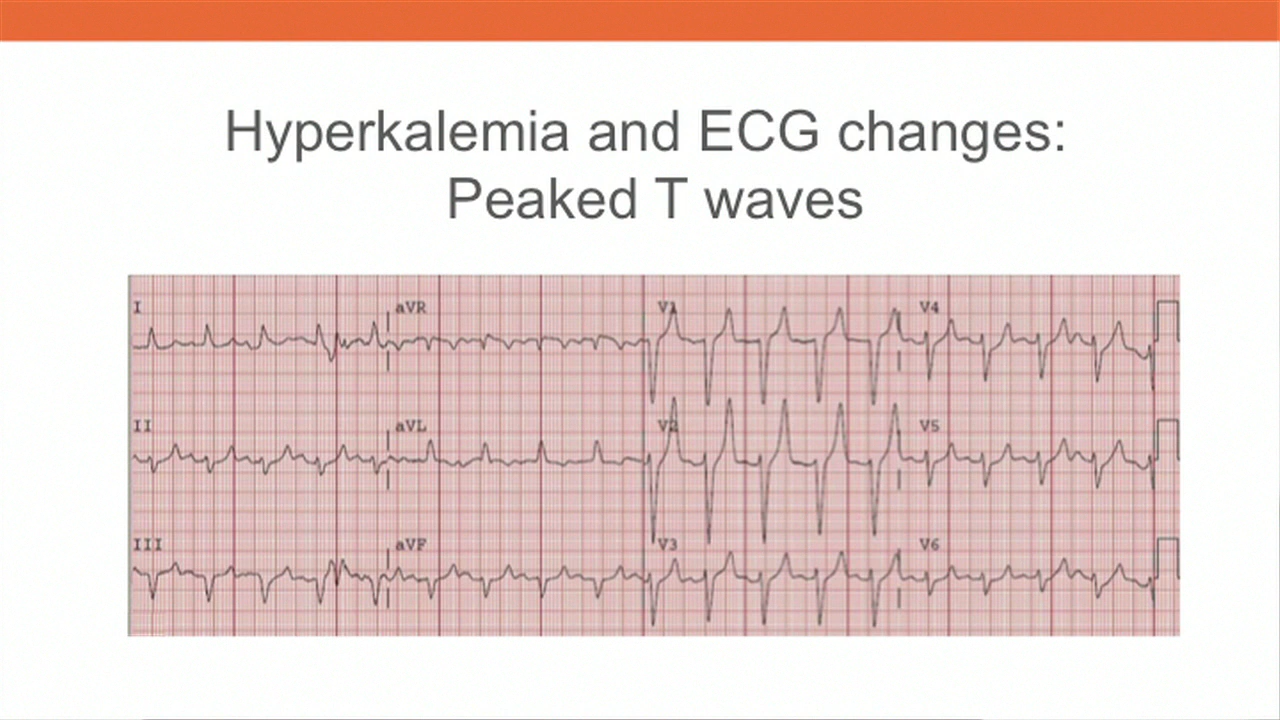 Hyperkalemia and ECG changes:
Peaked T waves
I aVR V1 V4
II aVL V2 V5
III aVF V3 V6